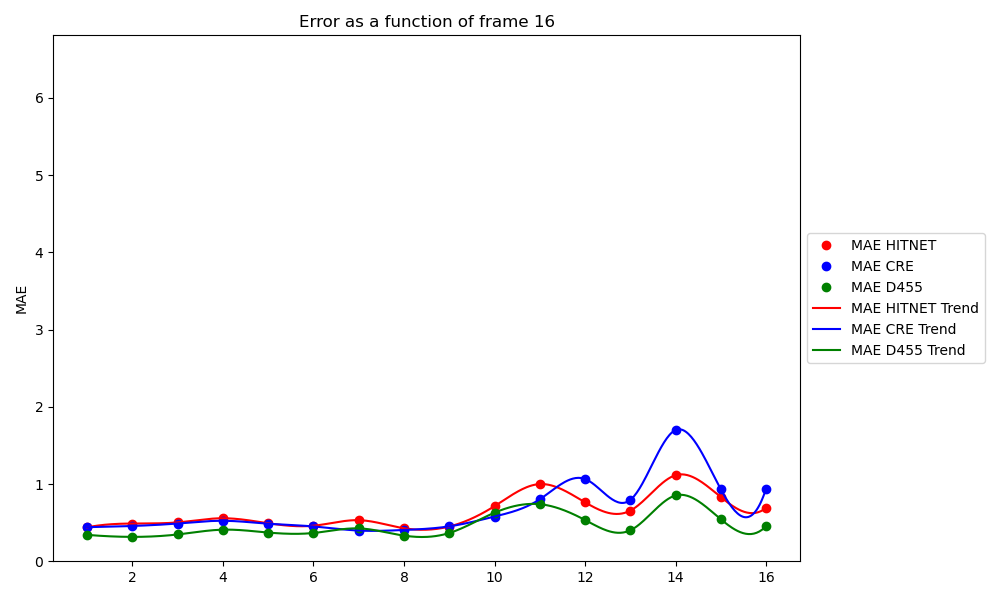 Error as a function of frame 16
MAE
6
5
4
3
2
1
0
2
4
6
8
10
12
14
16
MAE HITNET
MAE CRE
MAE D455
MAE HITNET Trend
MAE CRE Trend
MAE D455 Trend